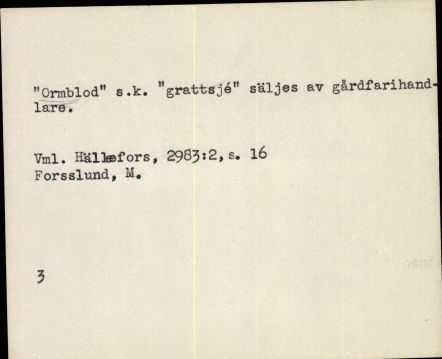 "Ormblod" s.k. "grattsjé" säljes av gårdfarihand-
lare.
Vml. Hällefors, 2983:2, s. 16
Forsslund, M.
3